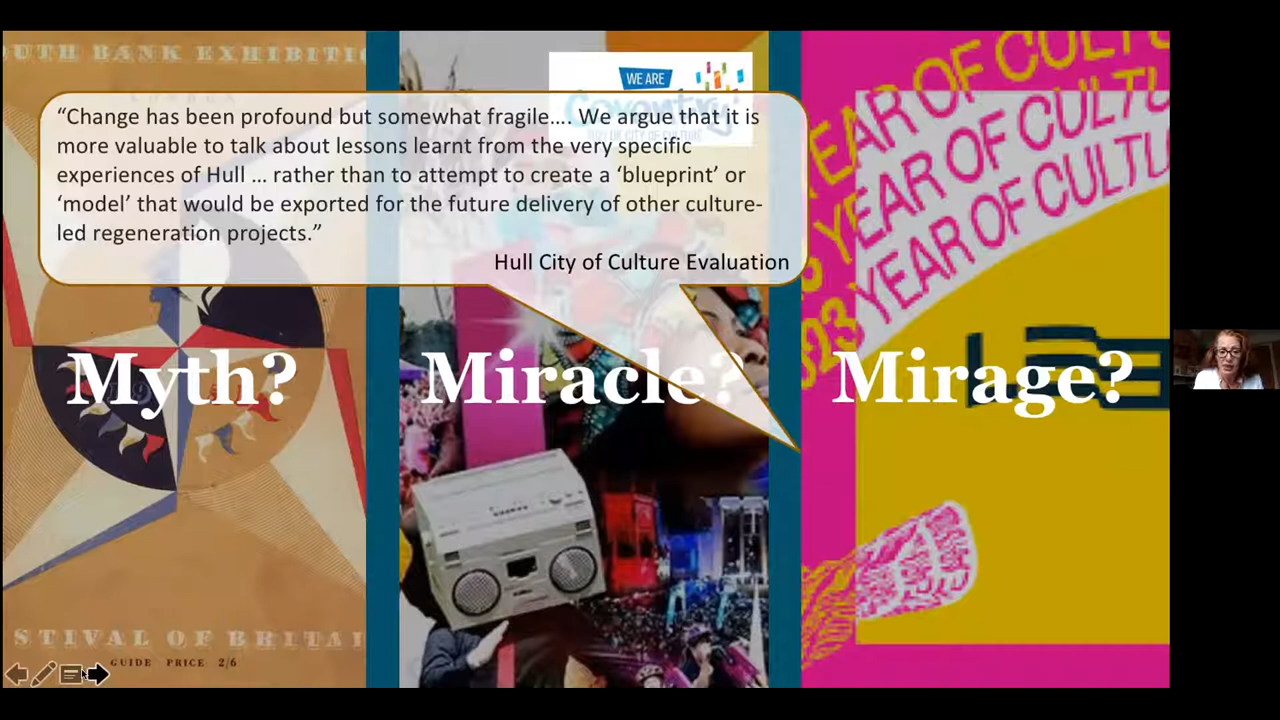 OUTH BANK EXHIBITIO
WE ARE
Coventry
“Change has been profound but somewhat fragile…. We argue that it is
more valuable to talk about lessons learnt from the very specific
experiences of Hull … rather than to attempt to create a ‘blueprint’ or
‘model’ that would be exported for the future delivery of other culture-
led regeneration projects.”
Hull City of Culture Evaluation
YEAR OF CULTU
YEAR OF CULTU
YEAR OF CULTU
Myth?
Miracle?
Mirage?
STIVAL OF BRITAI
GUIDE PRICE 2/6